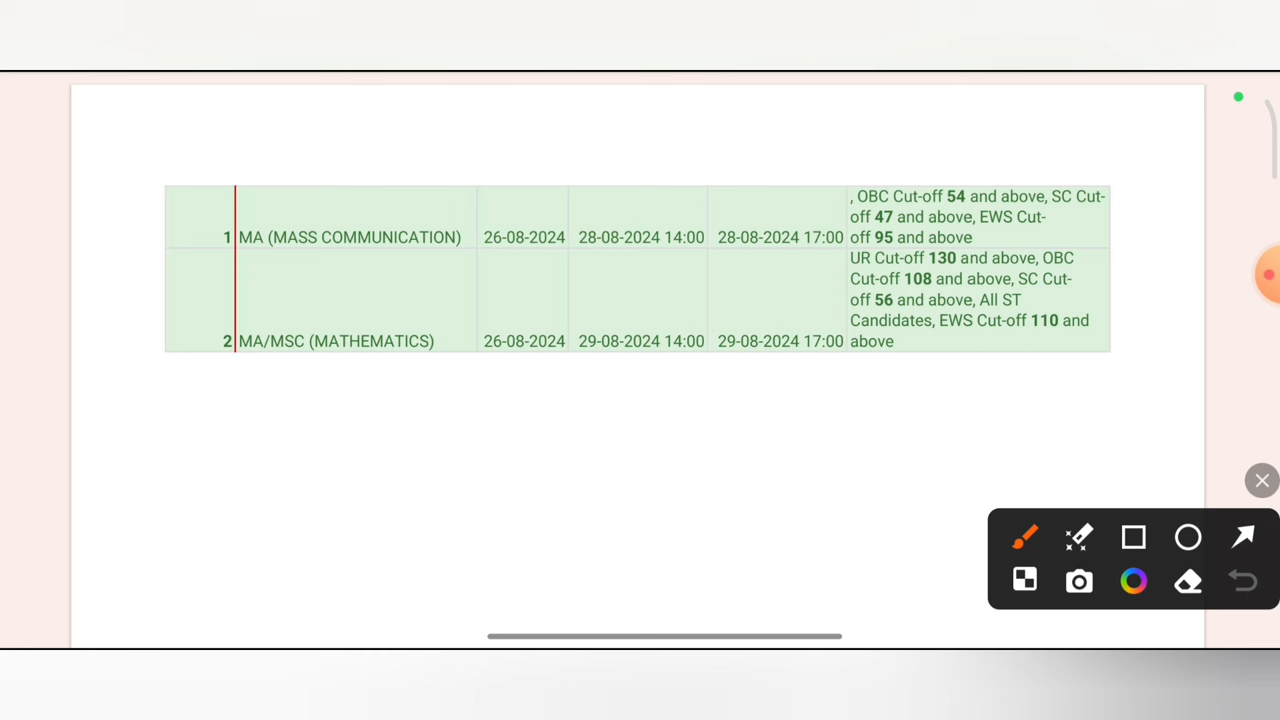 , OBC Cut-off 54 and above, SC Cut-
off 47 and above, EWS Cut-
1 MA (MASS COMMUNICATION) 26-08-2024 28-08-2024 14:00 28-08-2024 17:00 off 95 and above
UR Cut-off 130 and above, OBC
Cut-off 108 and above, SC Cut-
off 56 and above, All ST
Candidates, EWS Cut-off 110 and
2 MA/MSC (MATHEMATICS) 26-08-2024 29-08-2024 14:00 29-08-2024 17:00 above